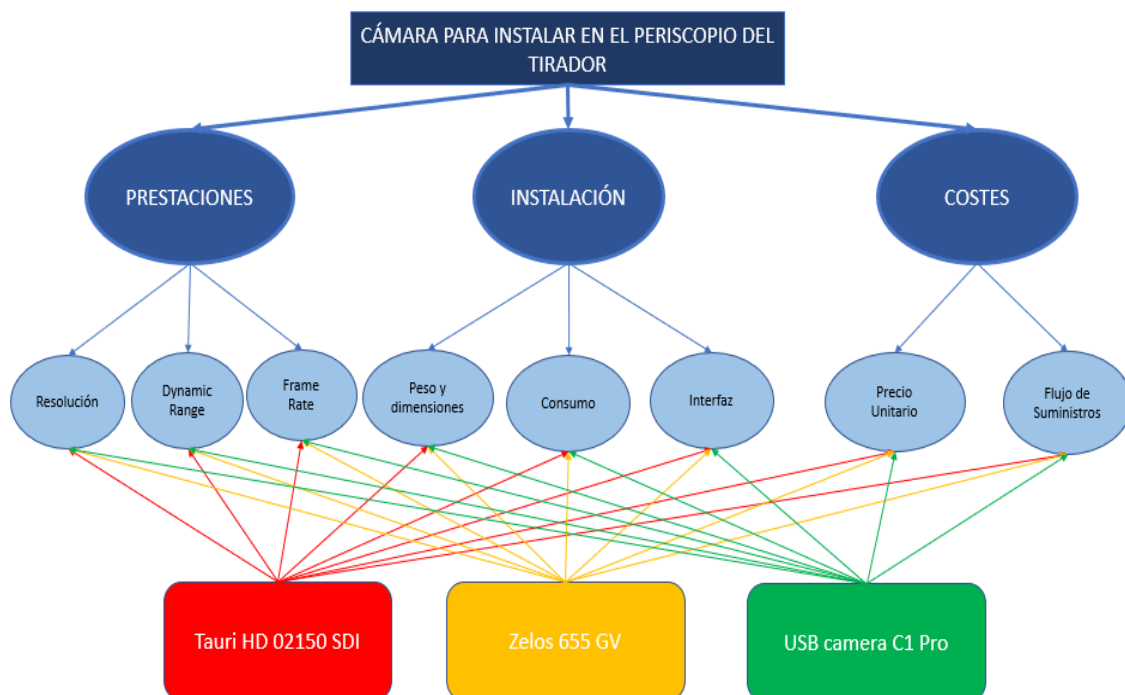 CÁMARA PARA INSTALAR EN EL PERISCOPIO DEL
TIRADOR
PRESTACIONES
INSTALACIÓN
COSTES
Resolución
Dynamic
Range
Frame
Rate
Peso y
dimensiones
Consumo
Interfaz
Precio
Unitario
Flujo de
Suministros
Tauri HD 02150 SDI
Zelos 655 GV
USB camera C1 Pro